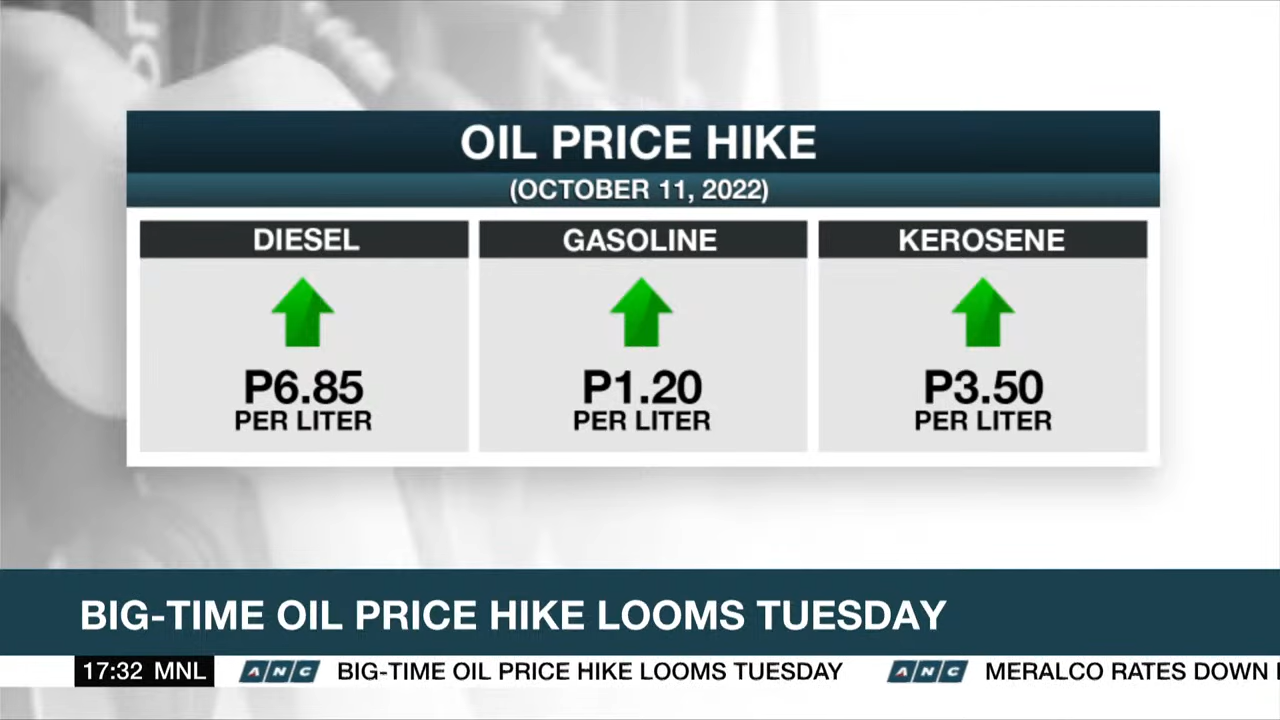 OIL PRICE HIKE
(OCTOBER 11, 2022)
DIESEL
P6.85
PER LITER
GASOLINE
P1.20
PER LITER
KEROSENE
P3.50
PER LITER
BIG-TIME OIL PRICE HIKE LOOMS TUESDAY
17:32 MNL ANC BIG-TIME OIL PRICE HIKE LOOMS TUESDAY ANC MERALCO RATES DOWN